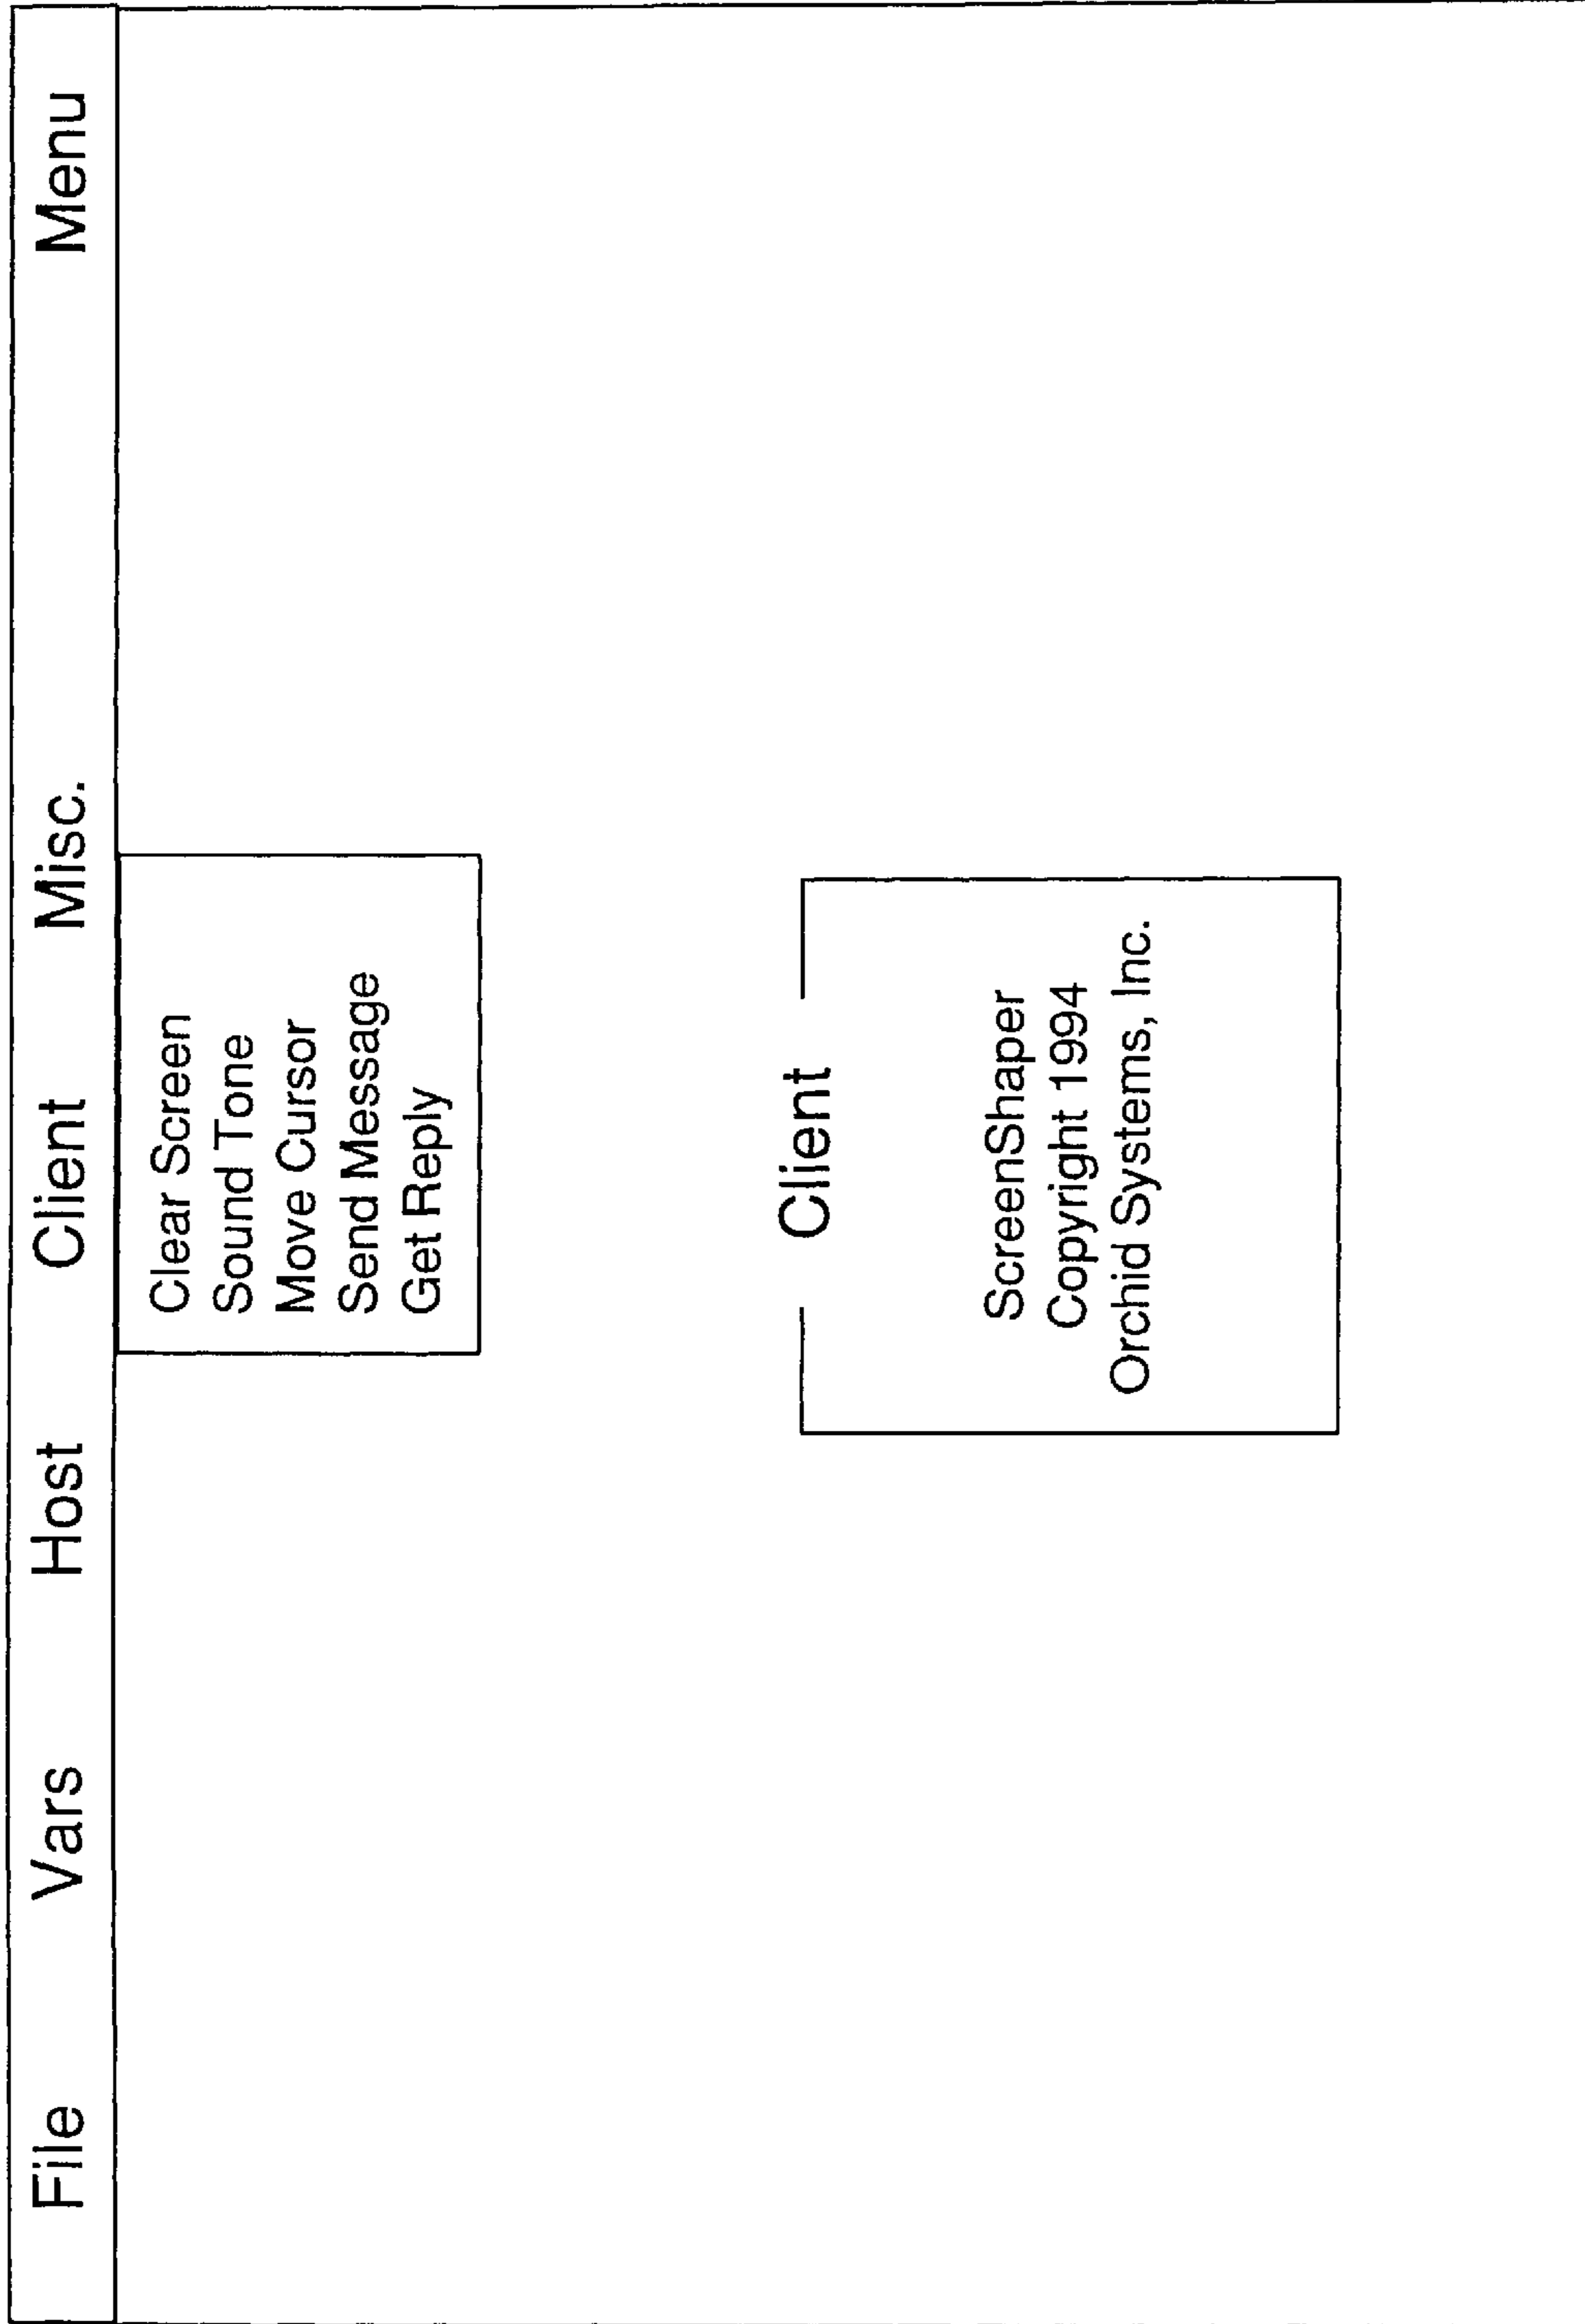 File Vars Host Client Misc. Menu
Clear Screen
Sound Tone
Move Cursor
Send Message
Get Reply
Client
ScreenShaper
Copyright 1994
Orchid Systems, Inc.